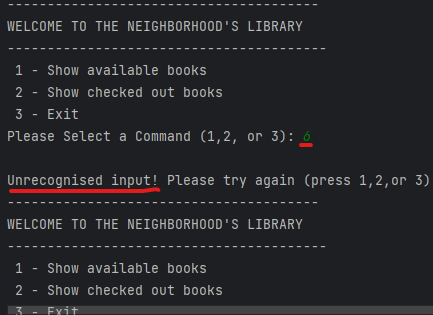 ---------------------------------------
WELCOME TO THE NEIGHBORHOOD'S LIBRARY
----------------------------------------
1 - Show available books
2 - Show checked out books
3 - Exit
Please Select a Command (1,2, or 3): ó
Unrecognised input! Please try again (press 1,2,or 3)
---------------------------------------
WELCOME TO THE NEIGHBORHOOD'S LIBRARY
----------------------------------------
1 - Show available books
2 - Show checked out books
3 - Exit